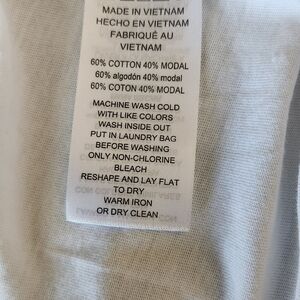 MADE IN VIETNAM
HECHO EN VIETNAM
FABRIQUÉ AU
VIETNAM
60% COTTON 40% MODAL
60% algodón 40% modal
60% COTON 40% MODAL
MACHINE WASH COLD
WITH LIKE COLORS
WASH INSIDE OUT
PUT IN LAUNDRY BAG
BEFORE WASHING
ONLY NON-CHLORINE
BLEACH
RESHAPE AND LAY FLAT
TO DRY
WARM IRON
OR DRY CLEAN